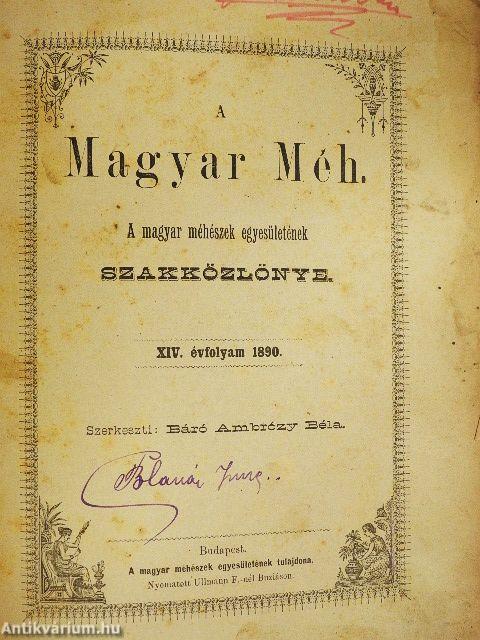 A
Magyar Méh.
A magyar méhészek egyesületének
SZAKKÖZLÖNYE.
XIV. évfolyam 1890.
Szerkeszti: Báró Ambrózy Béla.
Budapest.
A magyar méhészek egyesületének tulajdona.
Nyomatott Ullmann F.-nél Buziáson.
Antikvárium.hu